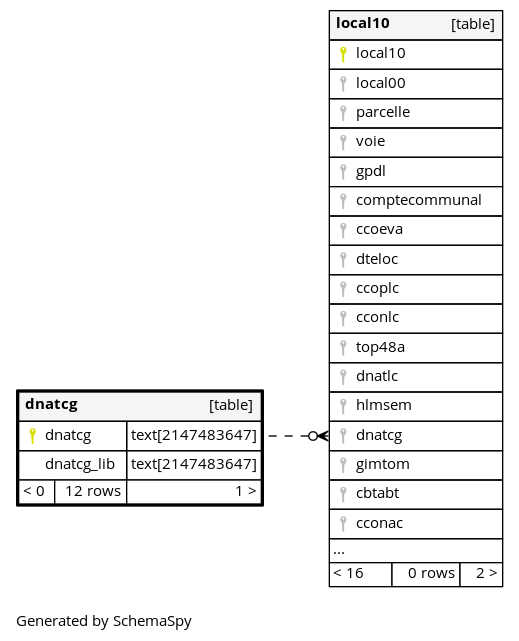 local10 [table]
local10
local00
parcelle
voie
gpdl
comptecommunal
ccoeva
dteloc
ccoplc
cconlc
top48a
dnatlc
hlmsem
dnatcg
gimtom
cbtabt
cconac
...
< 16 0 rows 2 >
dnatcg [table]
dnatcg text[2147483647]
dnatcg_lib text[2147483647]
< 0 12 rows 1 >
Generated by SchemaSpy